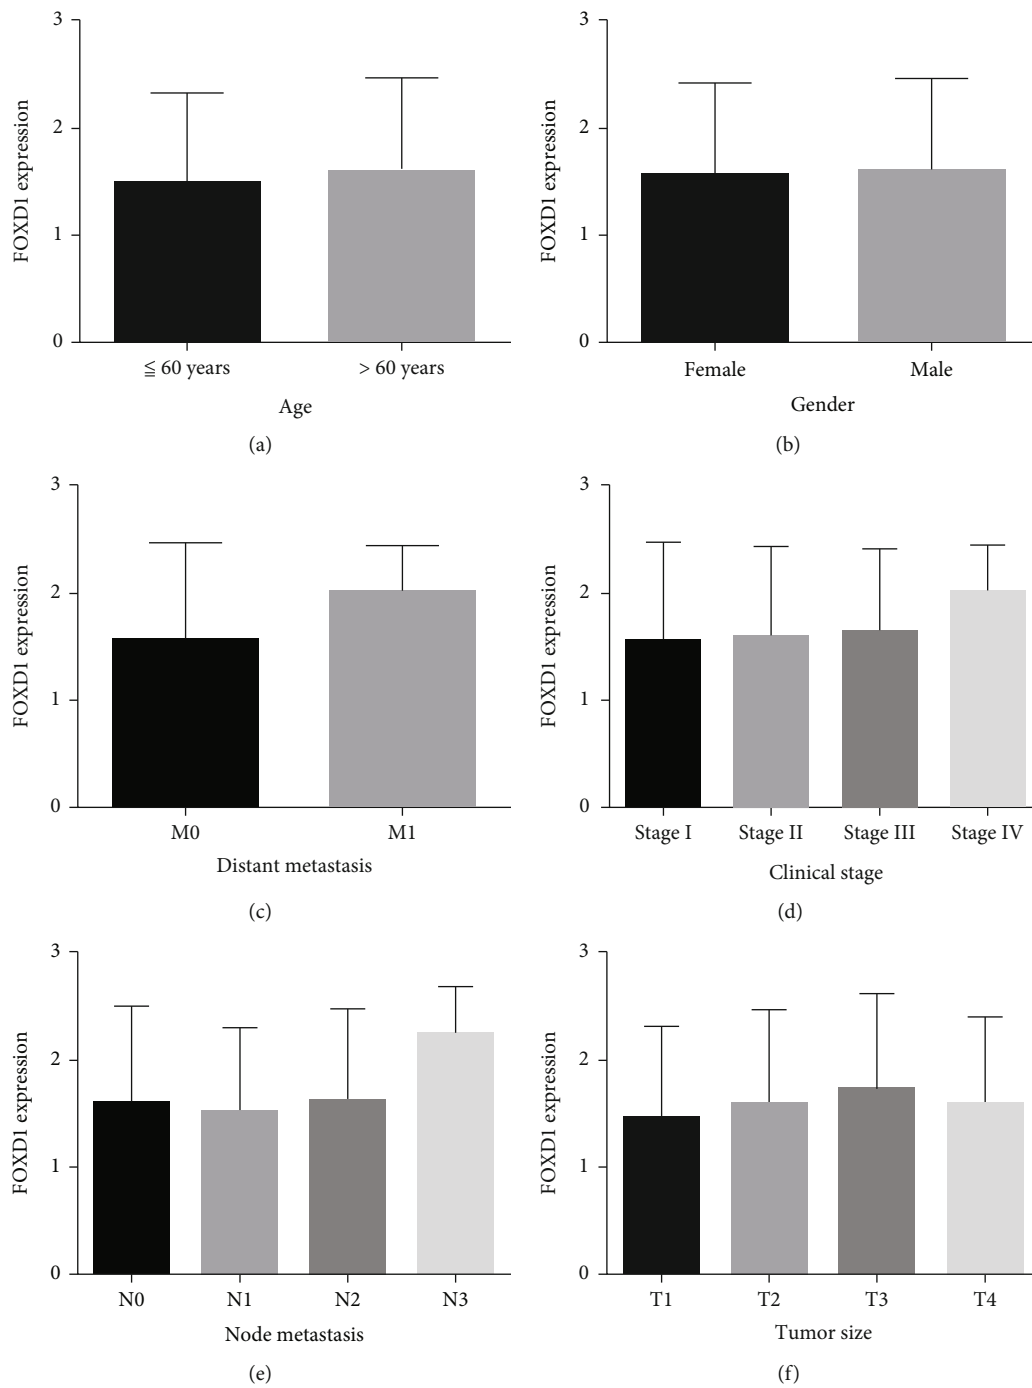 3
2
1
0
FOXD1 expression
≦ 60 years
> 60 years
Age
(a)
3
2
1
0
FOXD1 expression
Female
Male
Gender
(b)
3
2
1
0
FOXD1 expression
M0
M1
Distant metastasis
(c)
3
2
1
0
FOXD1 expression
Stage I
Stage II
Stage III
Stage IV
Clinical stage
(d)
3
2
1
0
FOXD1 expression
N0
N1
N2
N3
Node metastasis
(e)
3
2
1
0
FOXD1 expression
T1
T2
T3
T4
Tumor size
(f)